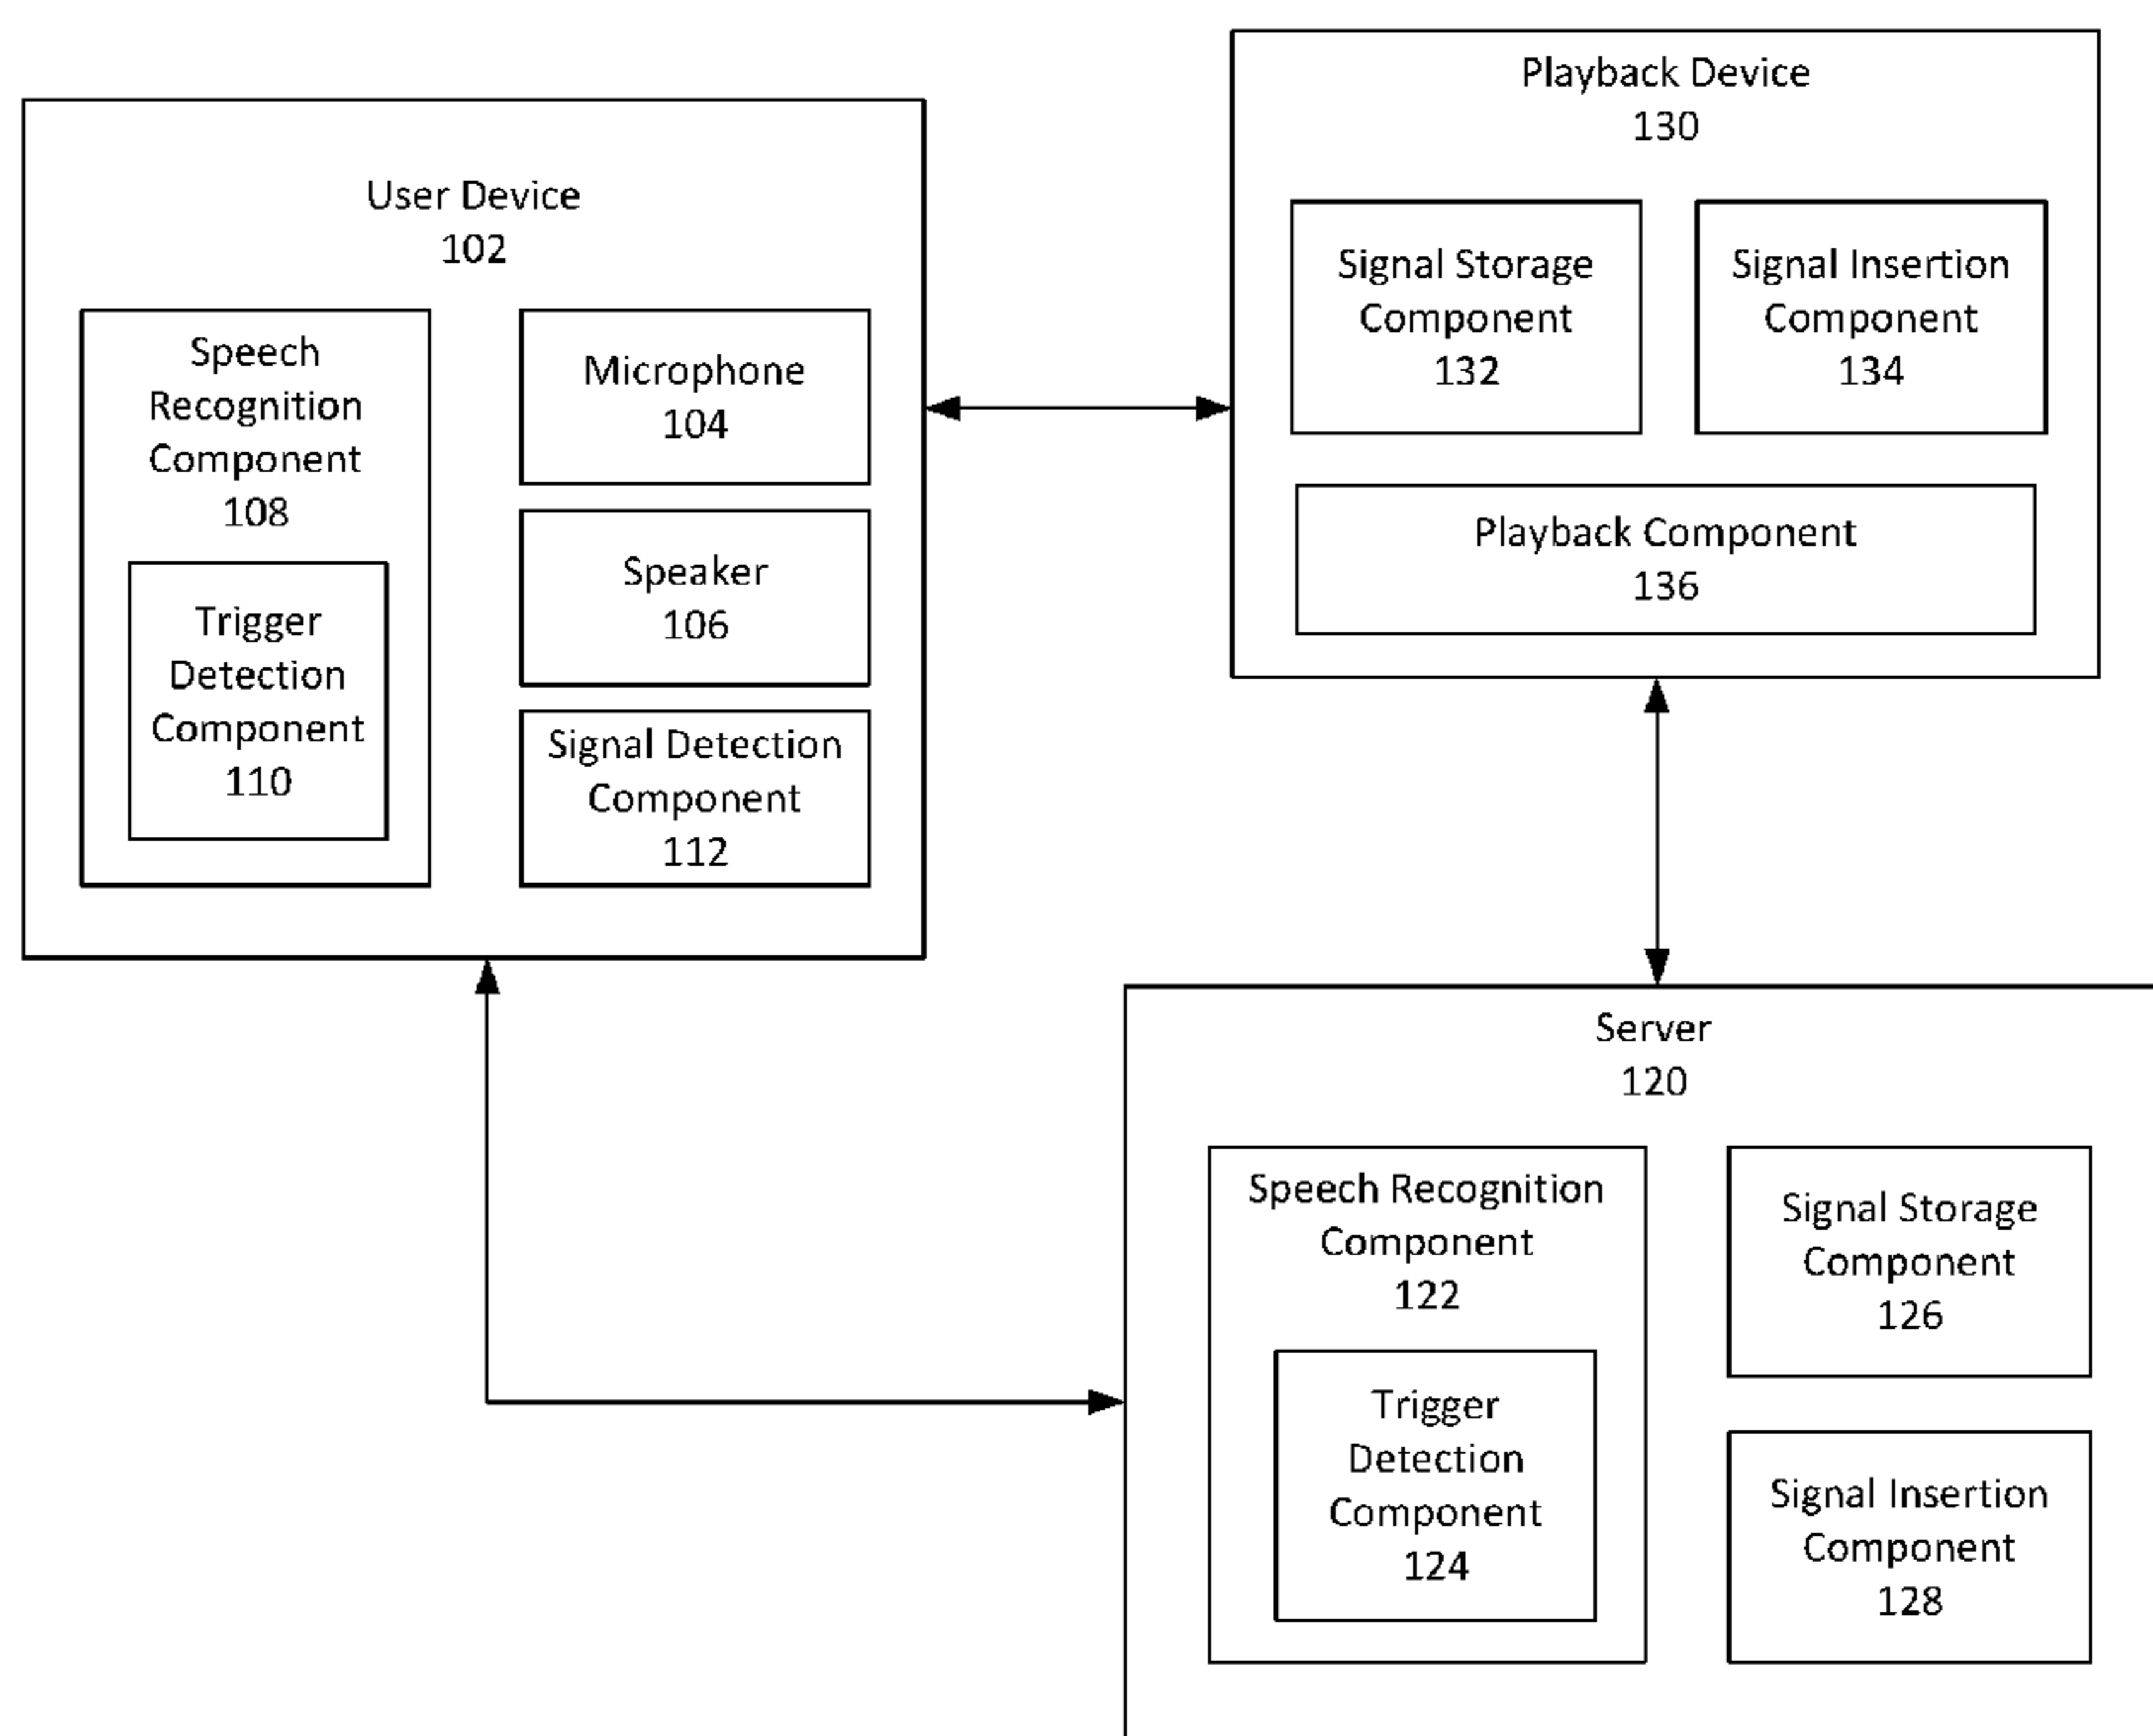 User Device
102
Speech
Recognition
Component
108
Trigger
Detection
Component
110
Microphone
104
Speaker
106
Signal Detection
Component
112
Playback Device
130
Signal Storage
Component
132
Signal Insertion
Component
134
Playback Component
136
Server
120
Speech Recognition
Component
122
Trigger
Detection
Component
124
Signal Storage
Component
126
Signal Insertion
Component
128